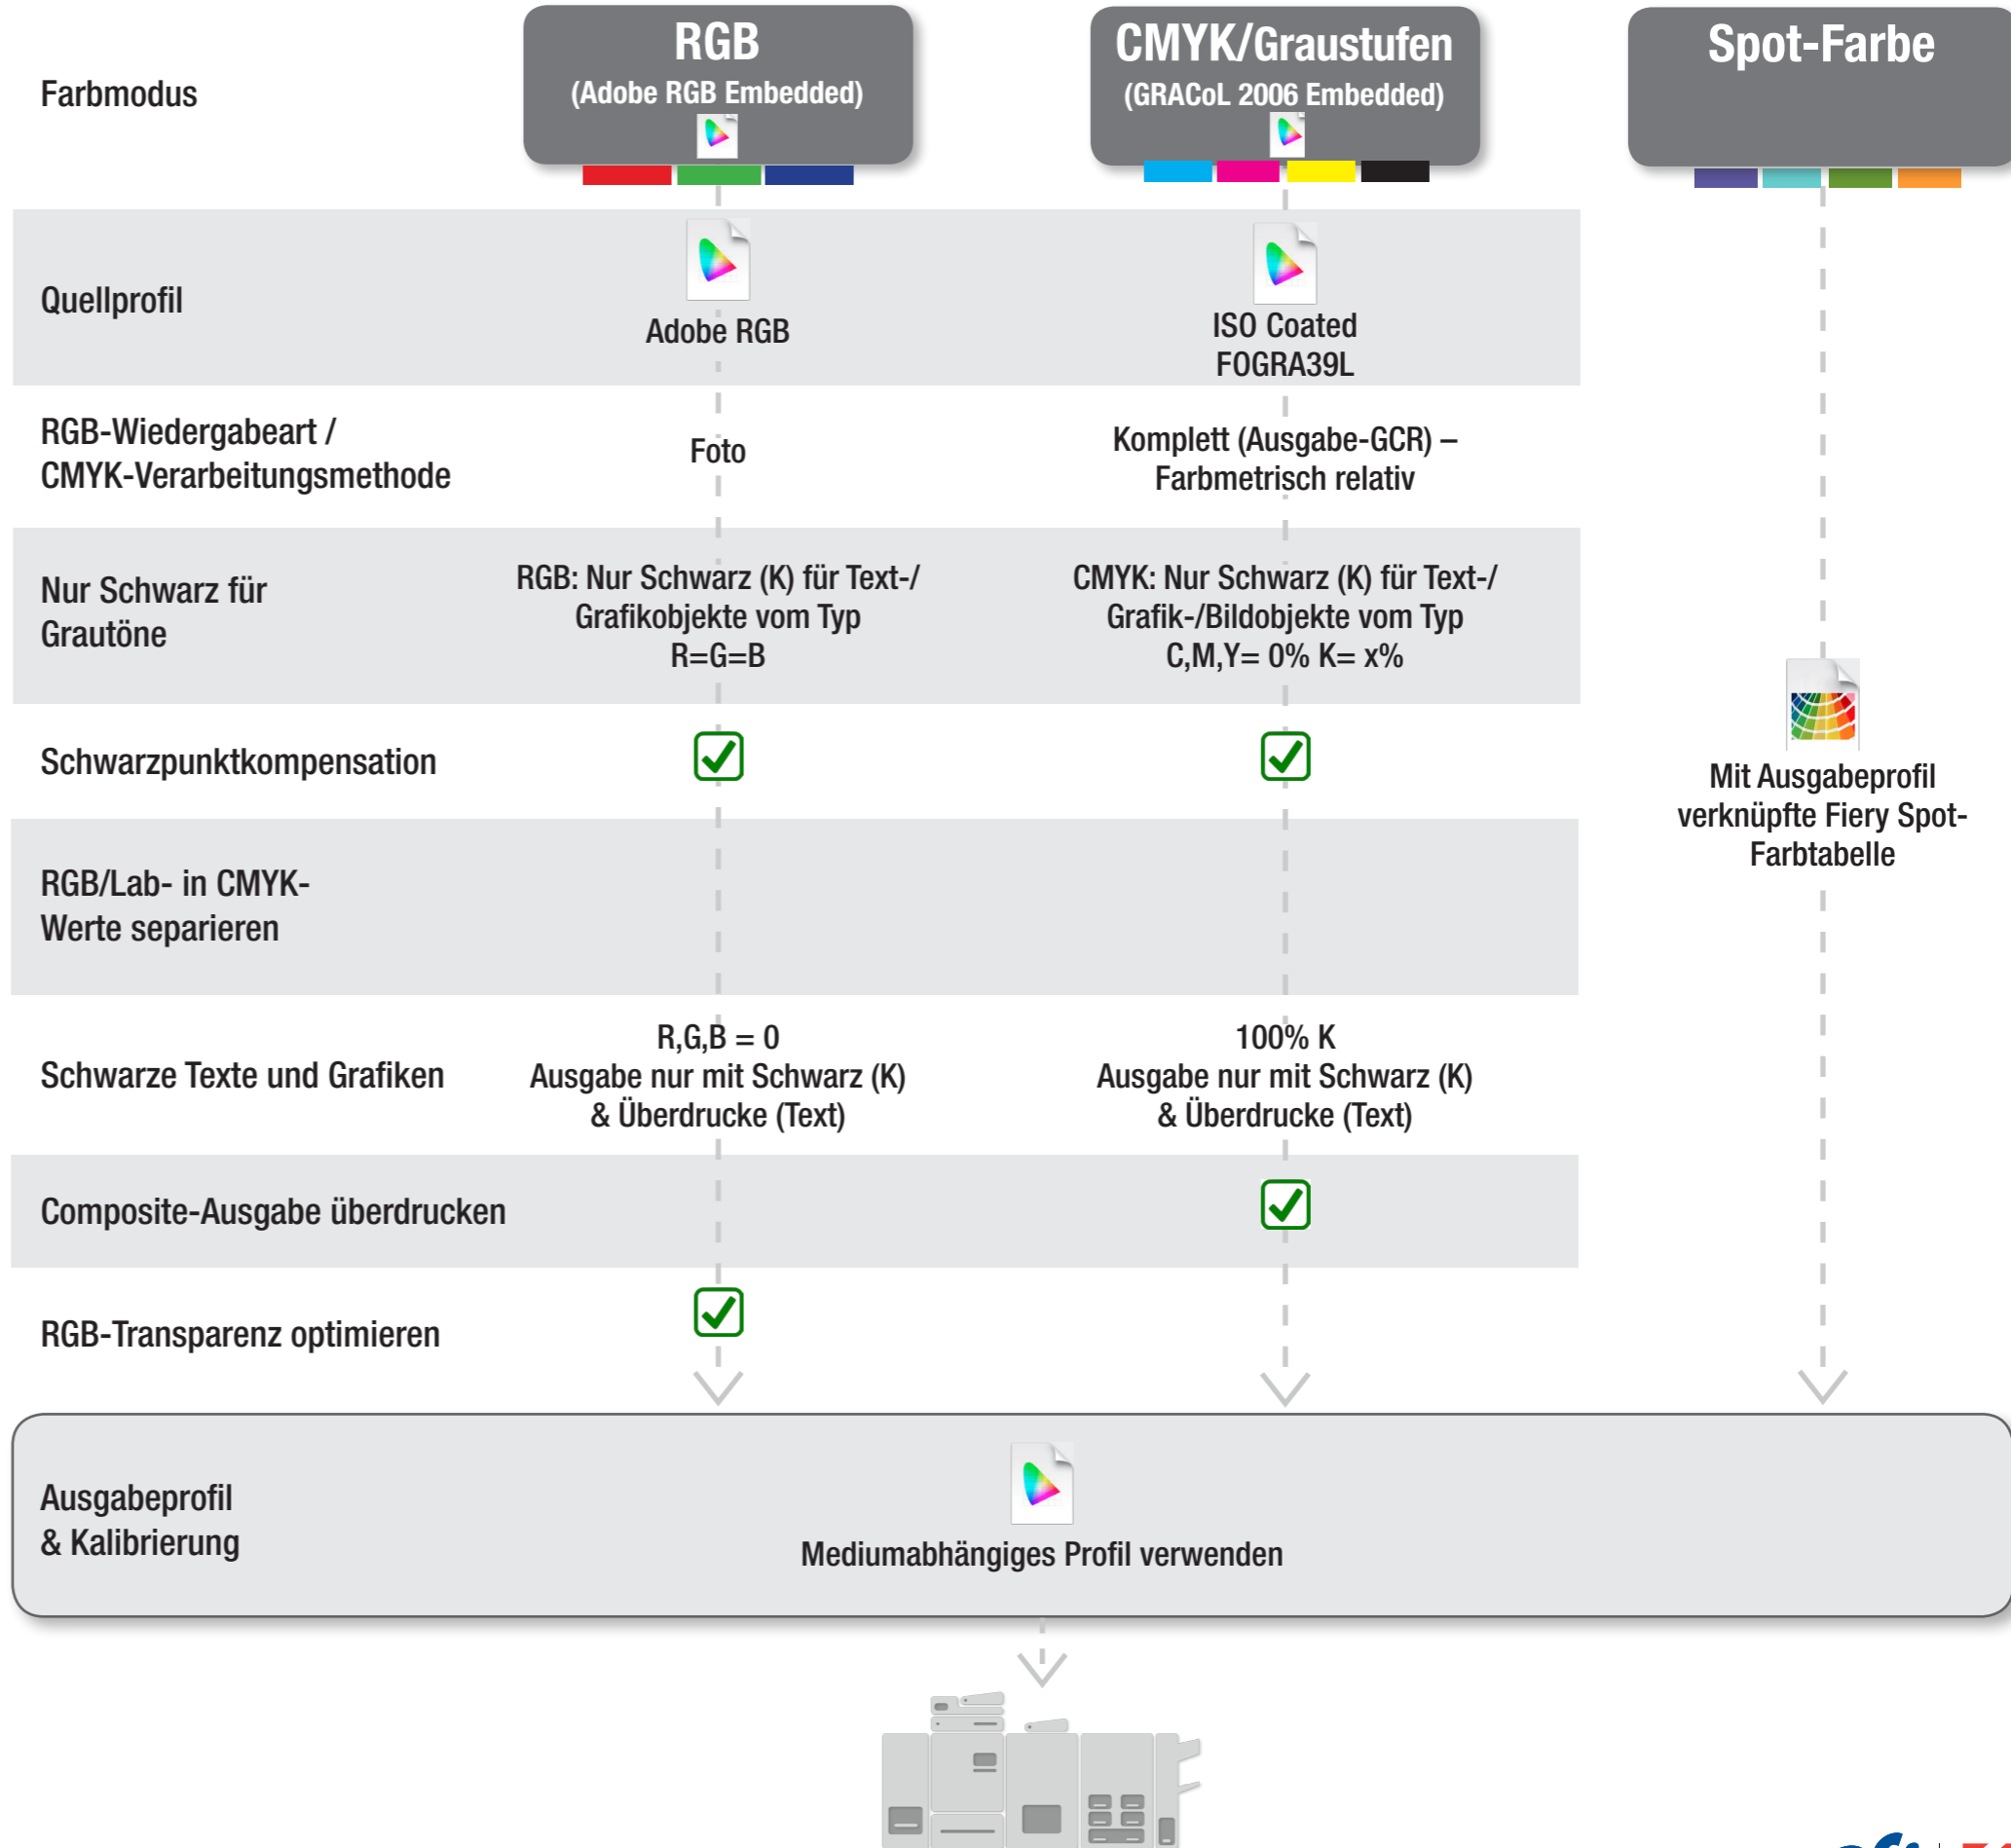 RGB
(Adobe RGB Embedded)
CMYK/Graustufen
(GRACoL 2006 Embedded)
Spot-Farbe
Farbmodus
Quellprofil
Adobe RGB
ISO Coated
FOGRA39L
RGB-Wiedergabeart /
CMYK-Verarbeitungsmethode
Foto
Komplett (Ausgabe-GCR) –
Farbmetrisch relativ
Nur Schwarz für
Grautöne
RGB: Nur Schwarz (K) für Text-/
Grafikobjekte vom Typ
R=G=B
CMYK: Nur Schwarz (K) für Text-/
Grafik-/Bildobjekte vom Typ
C,M,Y= 0% K= x%
Schwarzpunktkompensation
Mit Ausgabeprofil
verknüpfte Fiery Spot-
Farbtabelle
RGB/Lab- in CMYK-
Werte separieren
Schwarze Texte und Grafiken
R,G,B = 0
Ausgabe nur mit Schwarz (K)
& Überdrucke (Text)
100% K
Ausgabe nur mit Schwarz (K)
& Überdrucke (Text)
Composite-Ausgabe überdrucken
RGB-Transparenz optimieren
Ausgabeprofil
& Kalibrierung
Mediumabhängiges Profil verwenden